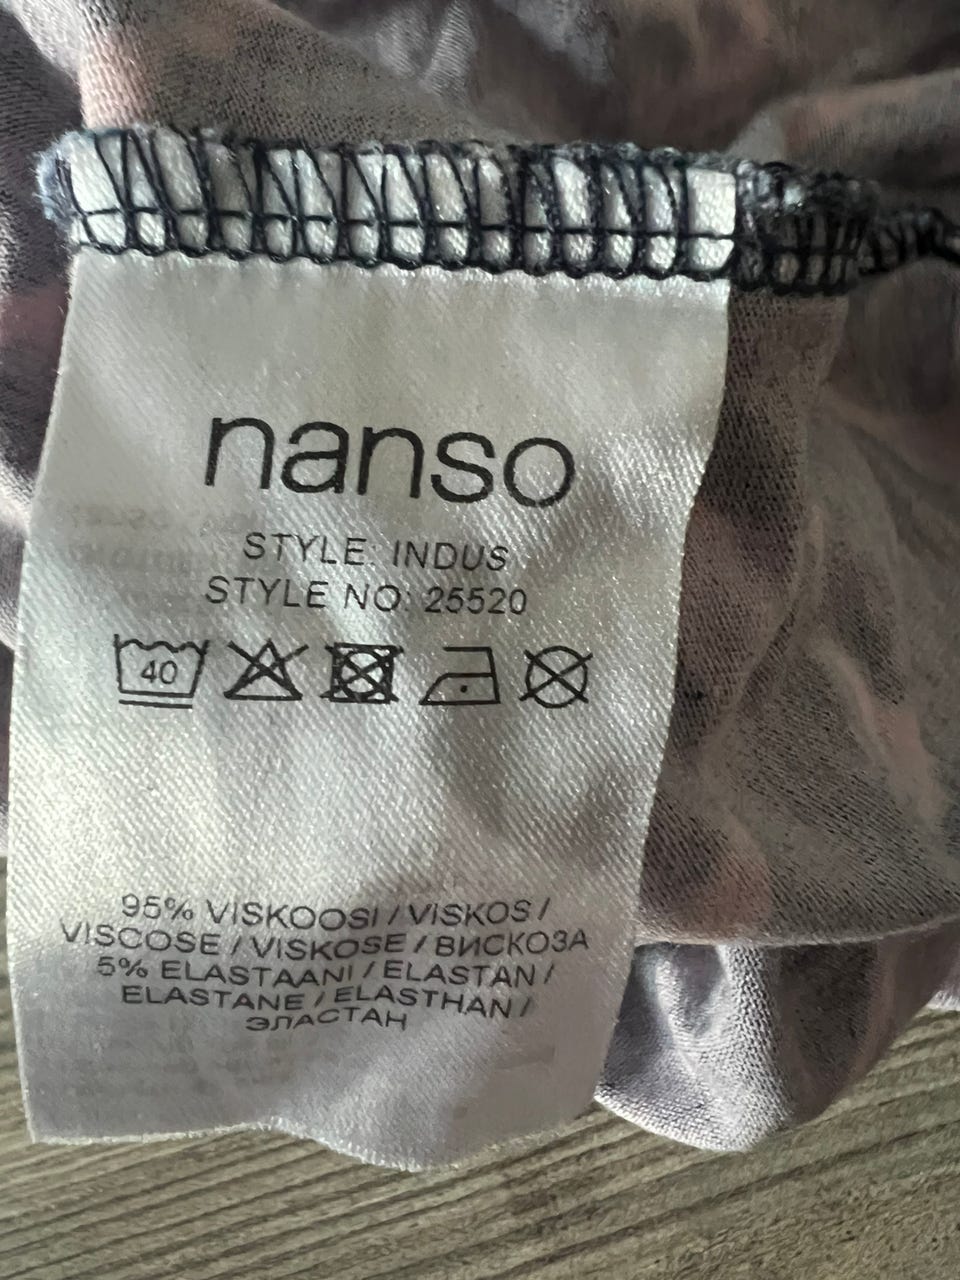 nanso
STYLE: INDUS
STYLE NO: 25520
40
95% VISKOOSI / VISKOS /
VISCOSE / VISKOSE / ВИСКОЗА
5% ELASTAANI / ELASTAN /
ELASTANE / ELASTHAN /
ЭЛАСТАН